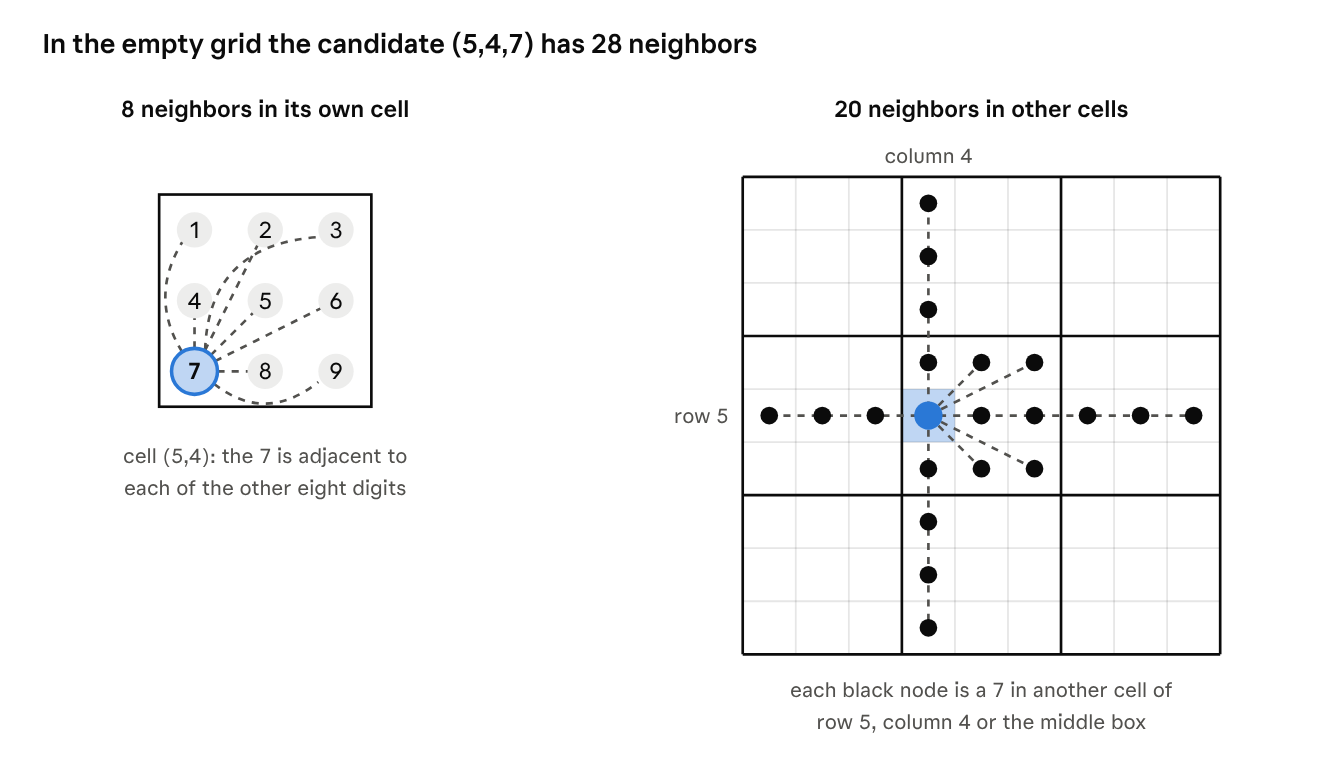 In the empty grid the candidate (5,4,7) has 28 neighbors
8 neighbors in its own cell
1 2 3
4 5 6
7 8 9
cell (5,4): the 7 is adjacent to
each of the other eight digits
20 neighbors in other cells
column 4
row 5
each black node is a 7 in another cell of
row 5, column 4 or the middle box